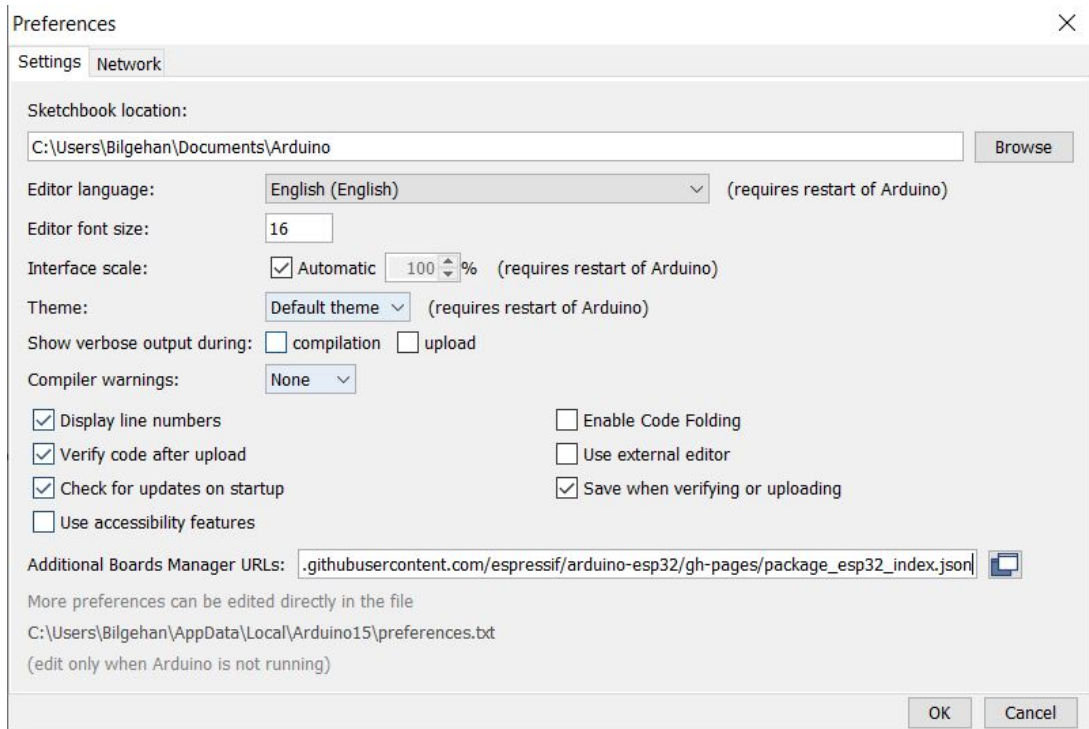 Preferences
Settings Network
Sketchbook location:
C:\Users\Bilgehan\Documents\Arduino Browse
Editor language: English (English) (requires restart of Arduino)
Editor font size: 16
Interface scale: Automatic 100 % (requires restart of Arduino)
Theme: Default theme (requires restart of Arduino)
Show verbose output during: compilation upload
Compiler warnings: None
Display line numbers Enable Code Folding
Verify code after upload Use external editor
Check for updates on startup Save when verifying or uploading
Use accessibility features
Additional Boards Manager URLs: .githubusercontent.com/espressif/arduino-esp32/gh-pages/package_esp32_index.json
More preferences can be edited directly in the file
C:\Users\Bilgehan\AppData\Local\Arduino15\preferences.txt
(edit only when Arduino is not running)
OK Cancel